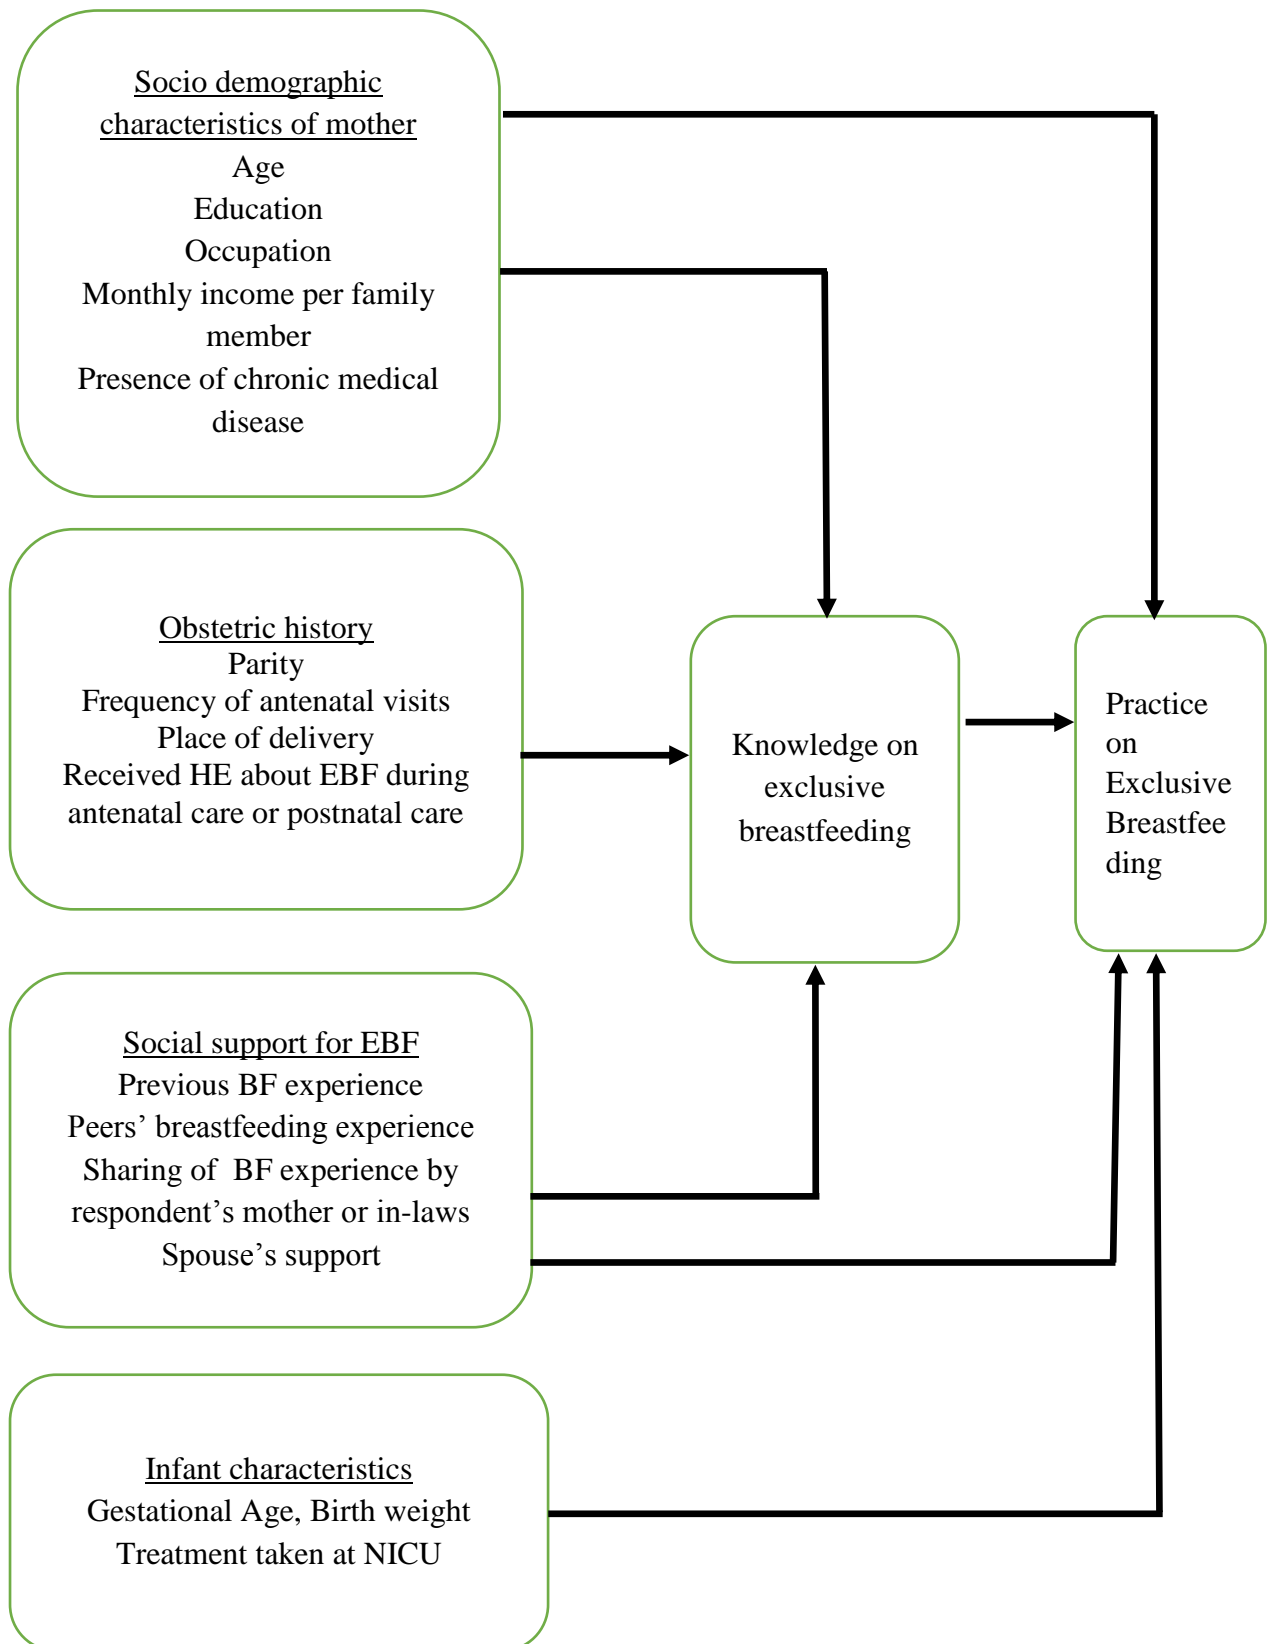 Socio demographic
characteristics of mother
Age
Education
Occupation
Monthly income per family
member
Presence of chronic medical
disease
Obstetric history
Parity
Frequency of antenatal visits
Place of delivery
Received HE about EBF during
antenatal care or postnatal care
Knowledge on
exclusive
breastfeeding
Practice
on
Exclusive
Breastfee
ding
Social support for EBF
Previous BF experience
Peers’ breastfeeding experience
Sharing of  BF experience by
respondent’s mother or in-laws
Spouse’s support
Infant characteristics
Gestational Age, Birth weight
Treatment taken at NICU